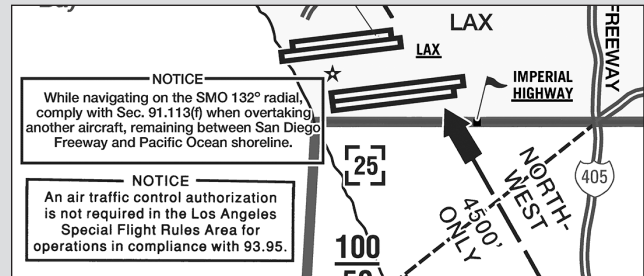 Bay
LAX
LAX
IMPERIAL
HIGHWAY
FREEWAY
NOTICE
While navigating on the SMO 132° radial,
comply with Sec. 91.113(f) when overtaking
another aircraft, remaining between San Diego
Freeway and Pacific Ocean shoreline.
25
NORTH-
WEST
405
NOTICE
An air traffic control authorization
is not required in the Los Angeles
Special Flight Rules Area for
operations in compliance with 93.95.
4500'
ONLY
100
50